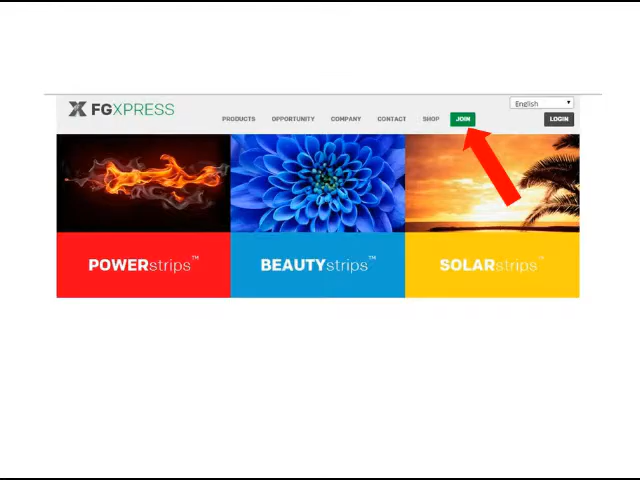 English
FGXPRESS
PRODUCTS OPPORTUNITY COMPANY CONTACT SHOP JOIN LOGIN
POWERstrips™ BEAUTYstrips™ SOLARstrips™